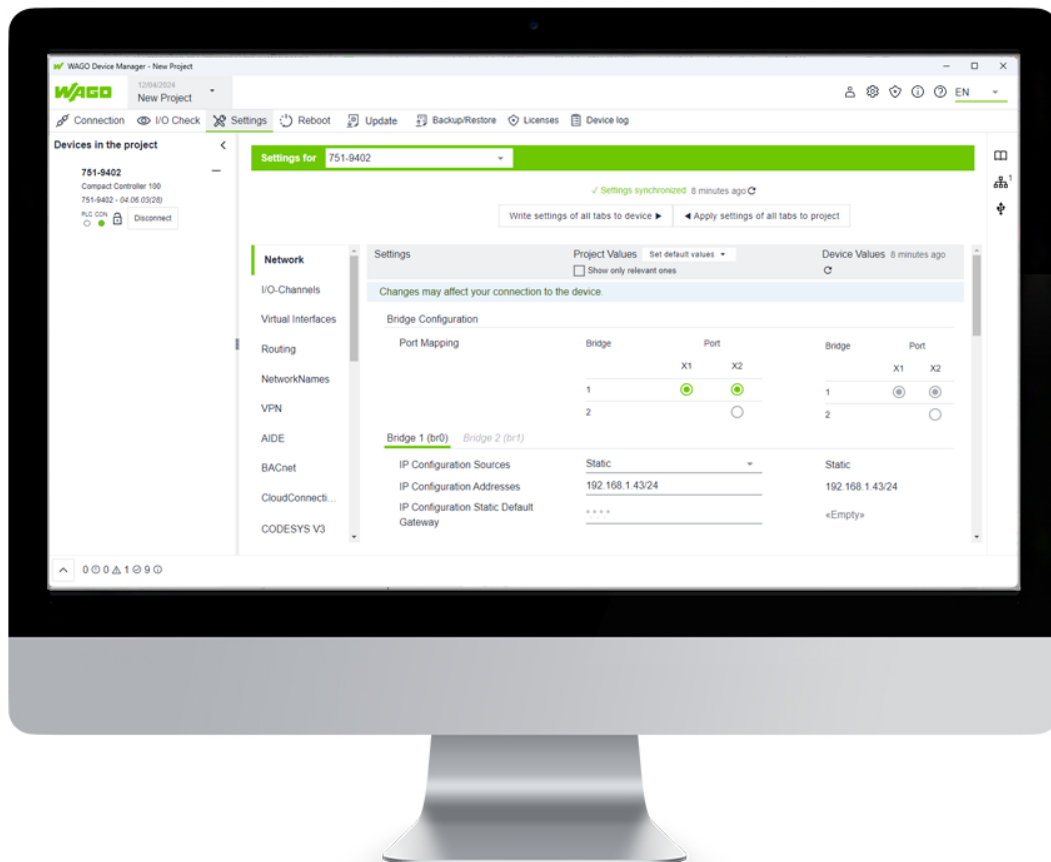 WAGO Device Manager - New Project
WAGO
12/04/2024
New Project
EN
Connection I/O Check Settings Reboot Update Backup/Restore Licenses Device log
Devices in the project
751-9402
Compact Controller 100
751-9402 - 04.06.03(28)
PLC CON
Disconnect
Settings for 751-9402
1
✓ Settings synchronized 8 minutes ago
Write settings of all tabs to device ▶ ◀ Apply settings of all tabs to project
Network
I/O-Channels
Virtual Interfaces
Routing
NetworkNames
VPN
AIDE
BACnet
CloudConnecti...
CODESYS V3
Settings Project Values Set default values Device Values 8 minutes ago
Show only relevant ones
Changes may affect your connection to the device.
Bridge Configuration
Port Mapping Bridge Port Bridge Port
X1 X2 X1 X2
1 1
2 2
Bridge 1 (br0) Bridge 2 (br1)
IP Configuration Sources Static Static
IP Configuration Addresses 192.168.1.43/24 192.168.1.43/24
IP Configuration Static Default
Gateway «Empty»
0 0 1 9